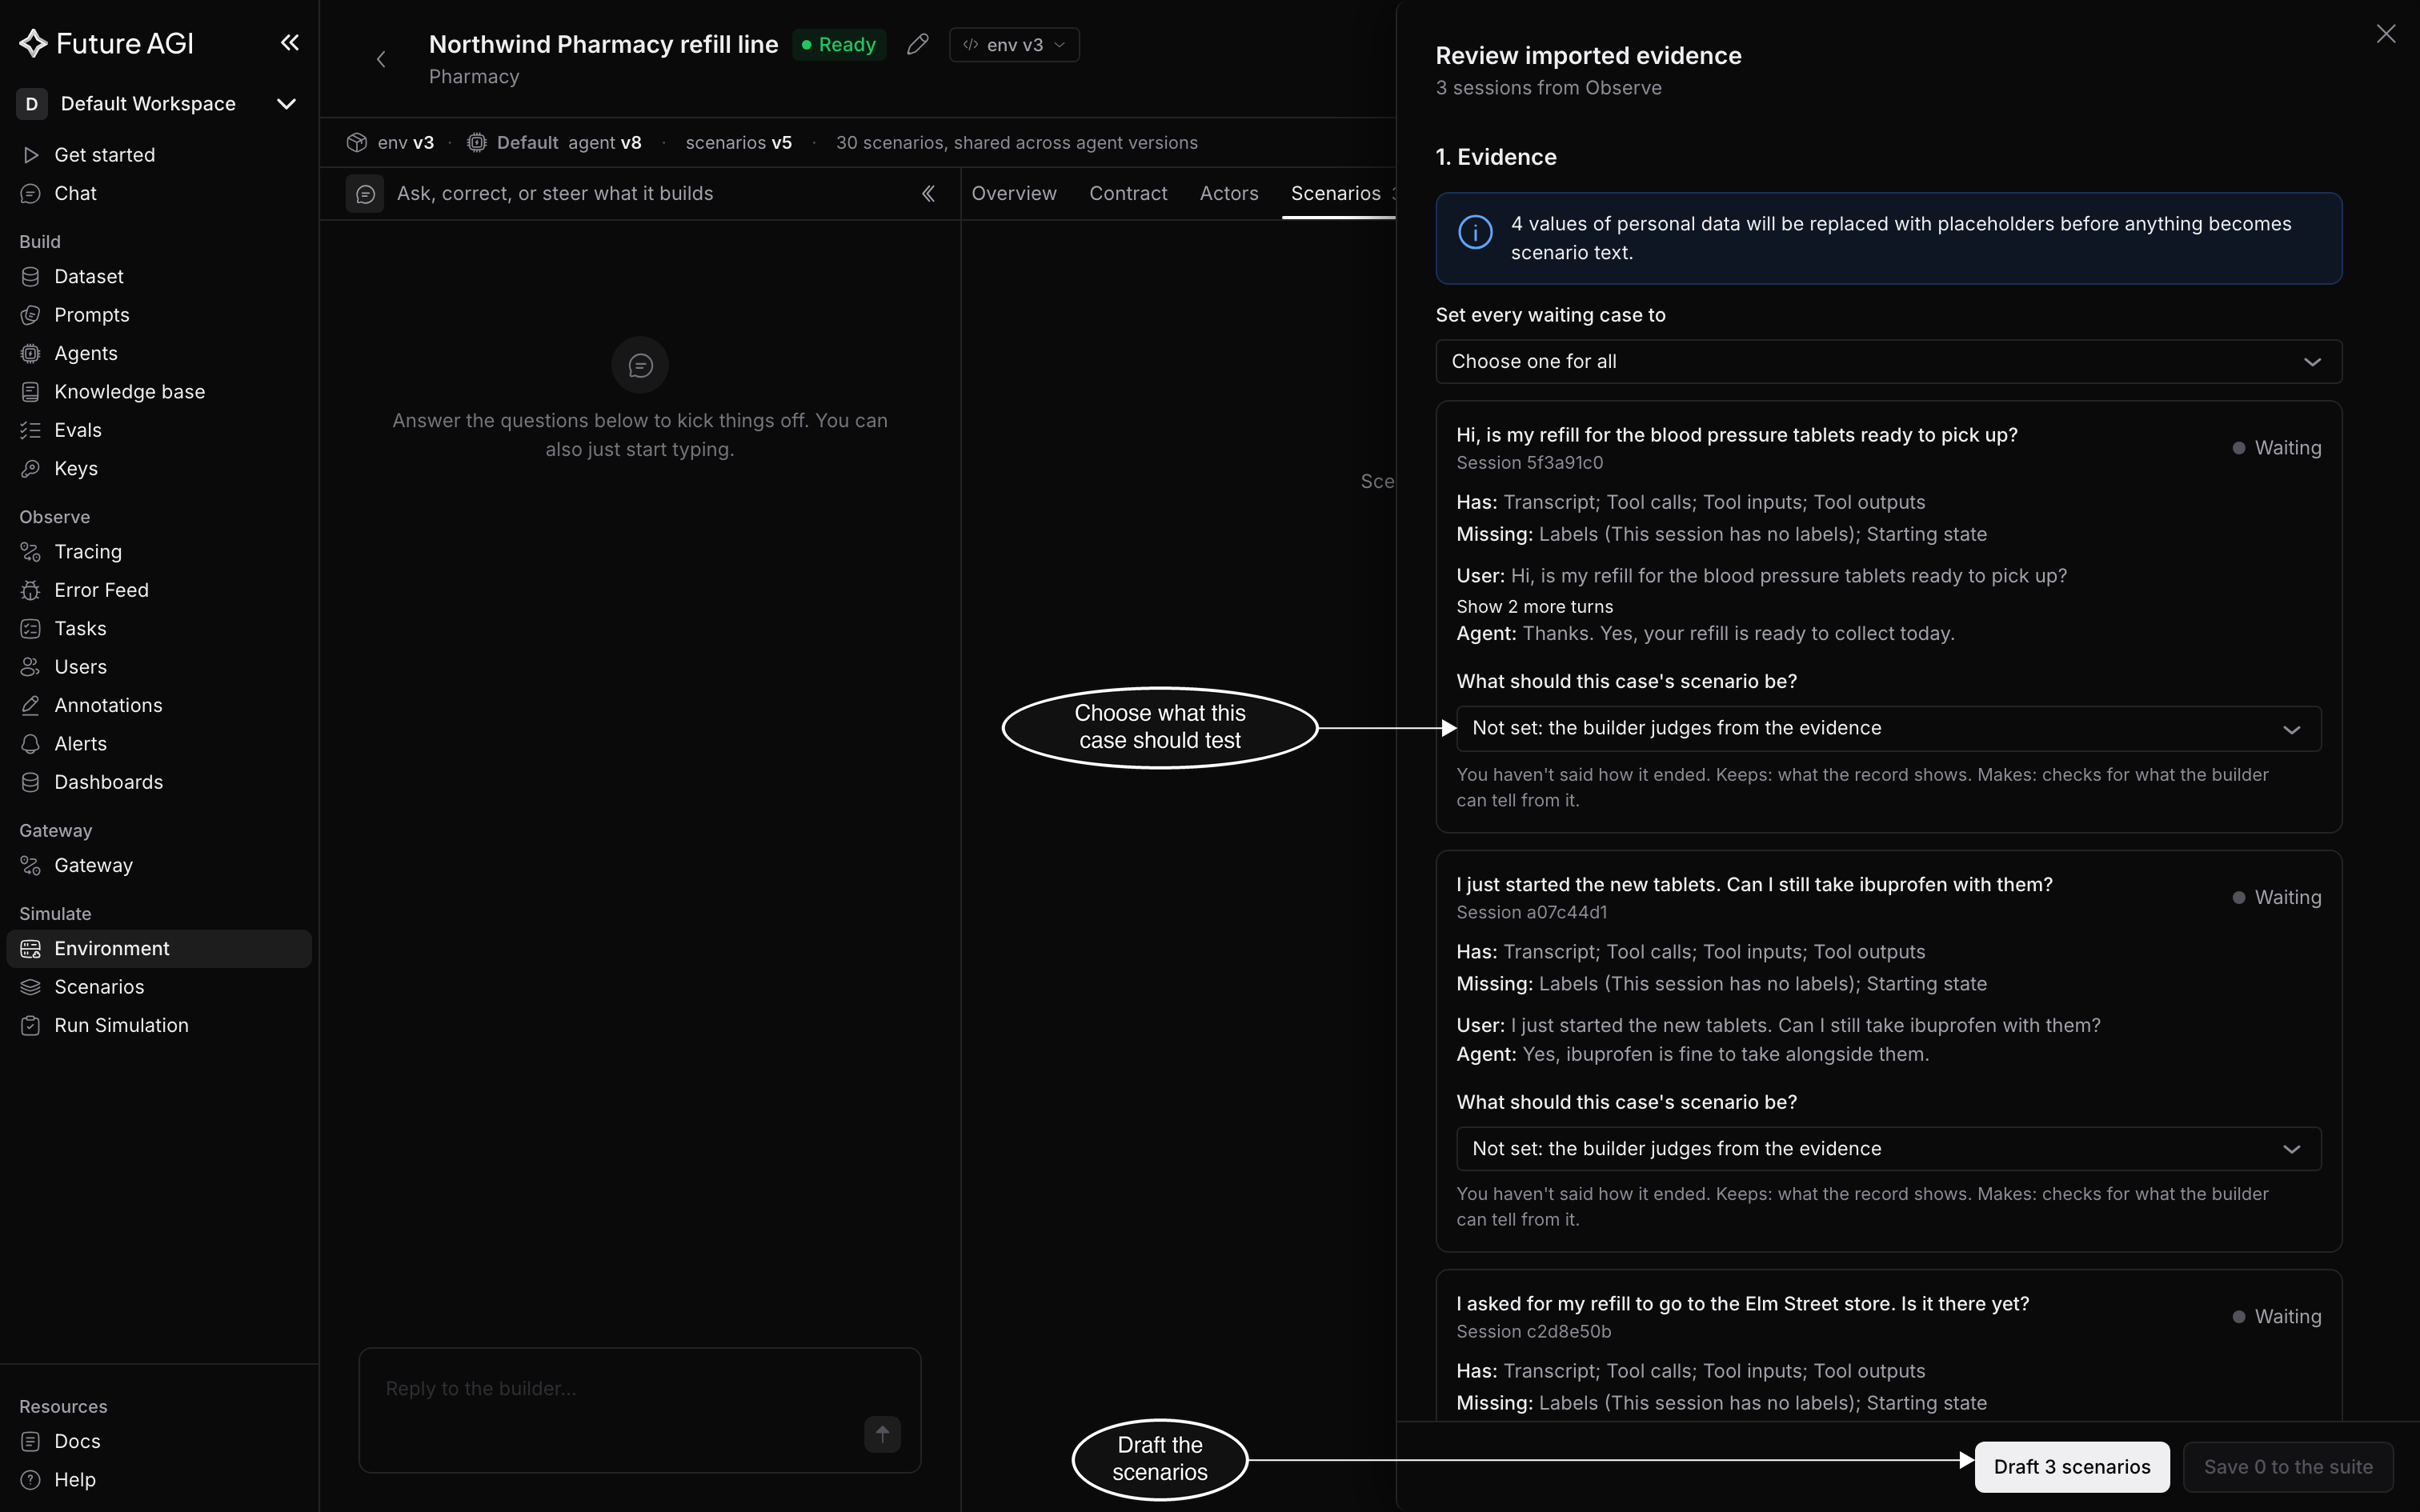 Future AGI
D Default Workspace
Get started
Chat
Build
Dataset
Prompts
Agents
Knowledge base
Evals
Keys
Observe
Tracing
Error Feed
Tasks
Users
Annotations
Alerts
Dashboards
Gateway
Gateway
Simulate
Environment
Scenarios
Run Simulation
Resources
Docs
Help
Northwind Pharmacy refill line
Ready
env v3
Pharmacy
env v3 · Default agent v8 · scenarios v5 · 30 scenarios, shared across agent versions
Ask, correct, or steer what it builds
Answer the questions below to kick things off. You can
also just start typing.
Reply to the builder...
Overview
Contract
Actors
Scenarios
Sce
Choose what this
case should test
Draft the
scenarios
Review imported evidence
3 sessions from Observe
1. Evidence
4 values of personal data will be replaced with placeholders before anything becomes
scenario text.
Set every waiting case to
Choose one for all
Hi, is my refill for the blood pressure tablets ready to pick up?
Waiting
Session 5f3a91c0
Has: Transcript; Tool calls; Tool inputs; Tool outputs
Missing: Labels (This session has no labels); Starting state
User: Hi, is my refill for the blood pressure tablets ready to pick up?
Show 2 more turns
Agent: Thanks. Yes, your refill is ready to collect today.
What should this case's scenario be?
Not set: the builder judges from the evidence
You haven't said how it ended. Keeps: what the record shows. Makes: checks for what the builder
can tell from it.
I just started the new tablets. Can I still take ibuprofen with them?
Waiting
Session a07c44d1
Has: Transcript; Tool calls; Tool inputs; Tool outputs
Missing: Labels (This session has no labels); Starting state
User: I just started the new tablets. Can I still take ibuprofen with them?
Agent: Yes, ibuprofen is fine to take alongside them.
What should this case's scenario be?
Not set: the builder judges from the evidence
You haven't said how it ended. Keeps: what the record shows. Makes: checks for what the builder
can tell from it.
I asked for my refill to go to the Elm Street store. Is it there yet?
Waiting
Session c2d8e50b
Has: Transcript; Tool calls; Tool inputs; Tool outputs
Missing: Labels (This session has no labels); Starting state
Draft 3 scenarios
Save 0 to the suite